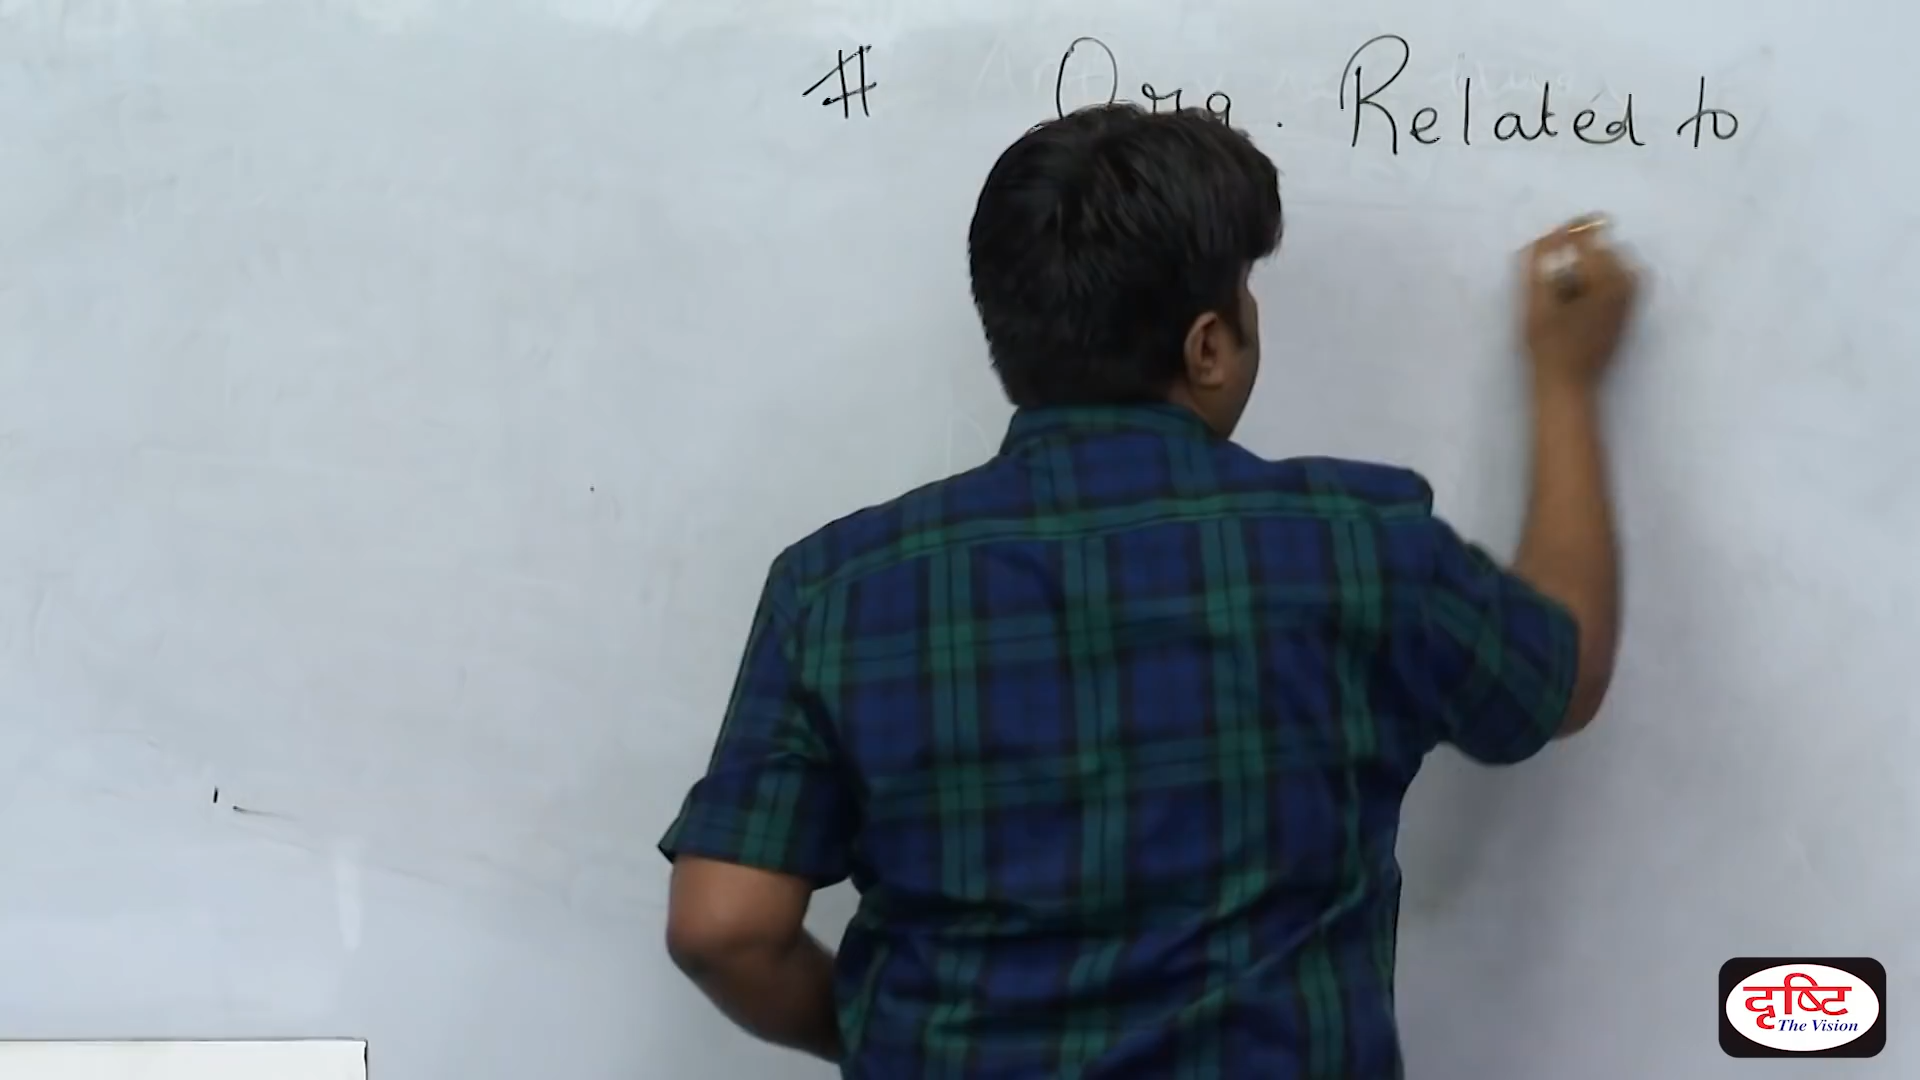 # Org. Related to
दृष्टि
The Vision